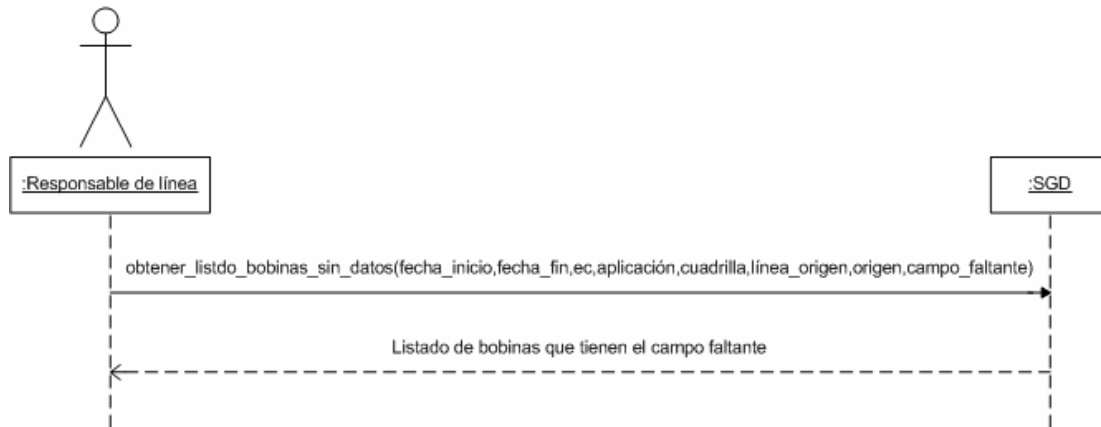 :Responsable de línea
:SGD
obtener_listdo_bobinas_sin_datos(fecha_inicio,fecha_fin,ec,aplicación,cuadrilla,línea_origen,origen,campo_faltante)
Listado de bobinas que tienen el campo faltante